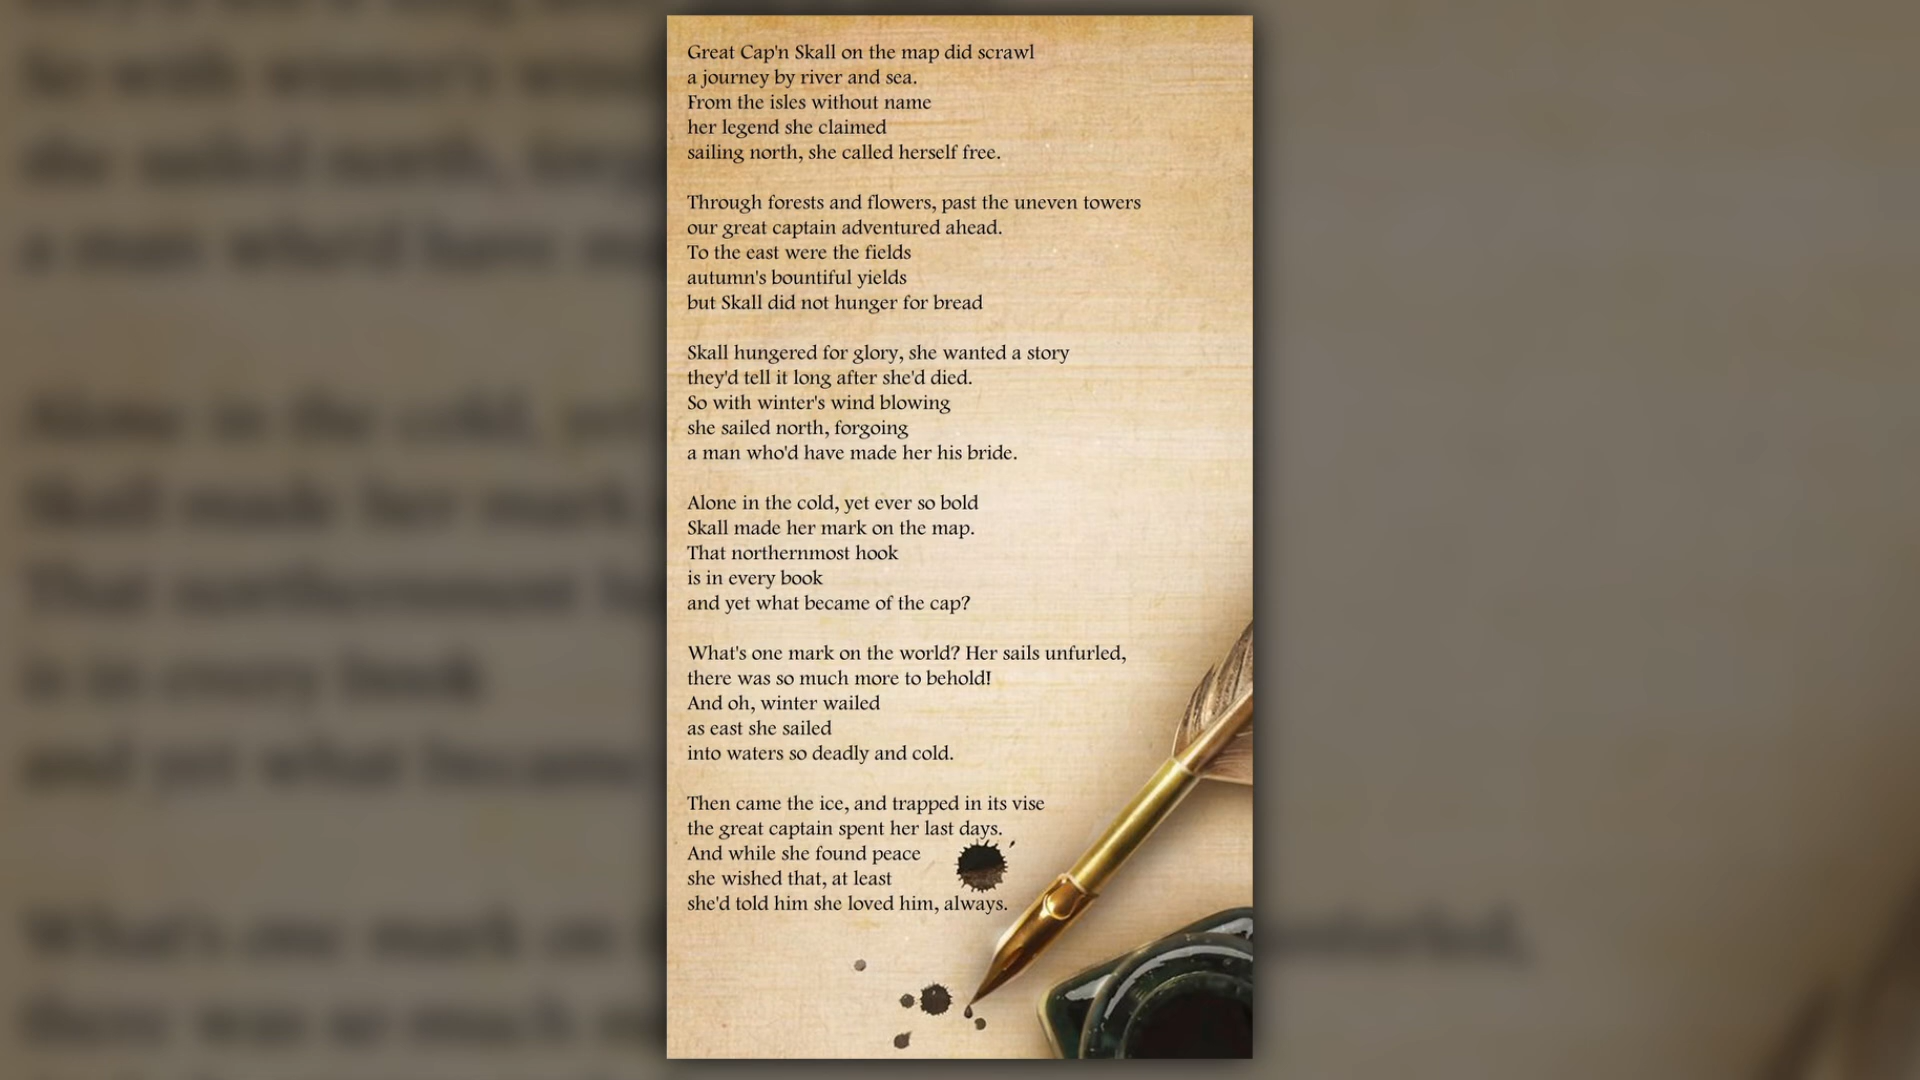 Great Cap'n Skall on the map did scrawl
a journey by river and sea.
From the isles without name
her legend she claimed
sailing north, she called herself free.

Through forests and flowers, past the uneven towers
our great captain adventured ahead.
To the east were the fields
autumn's bountiful yields
but Skall did not hunger for bread

Skall hungered for glory, she wanted a story
they'd tell it long after she'd died.
So with winter's wind blowing
she sailed north, forgoing
a man who'd have made her his bride.

Alone in the cold, yet ever so bold
Skall made her mark on the map.
That northernmost hook
is in every book
and yet what became of the cap?

What's one mark on the world? Her sails unfurled,
there was so much more to behold!
And oh, winter wailed
as east she sailed
into waters so deadly and cold.

Then came the ice, and trapped in its vise
the great captain spent her last days.
And while she found peace
she wished that, at least
she'd told him she loved him, always.